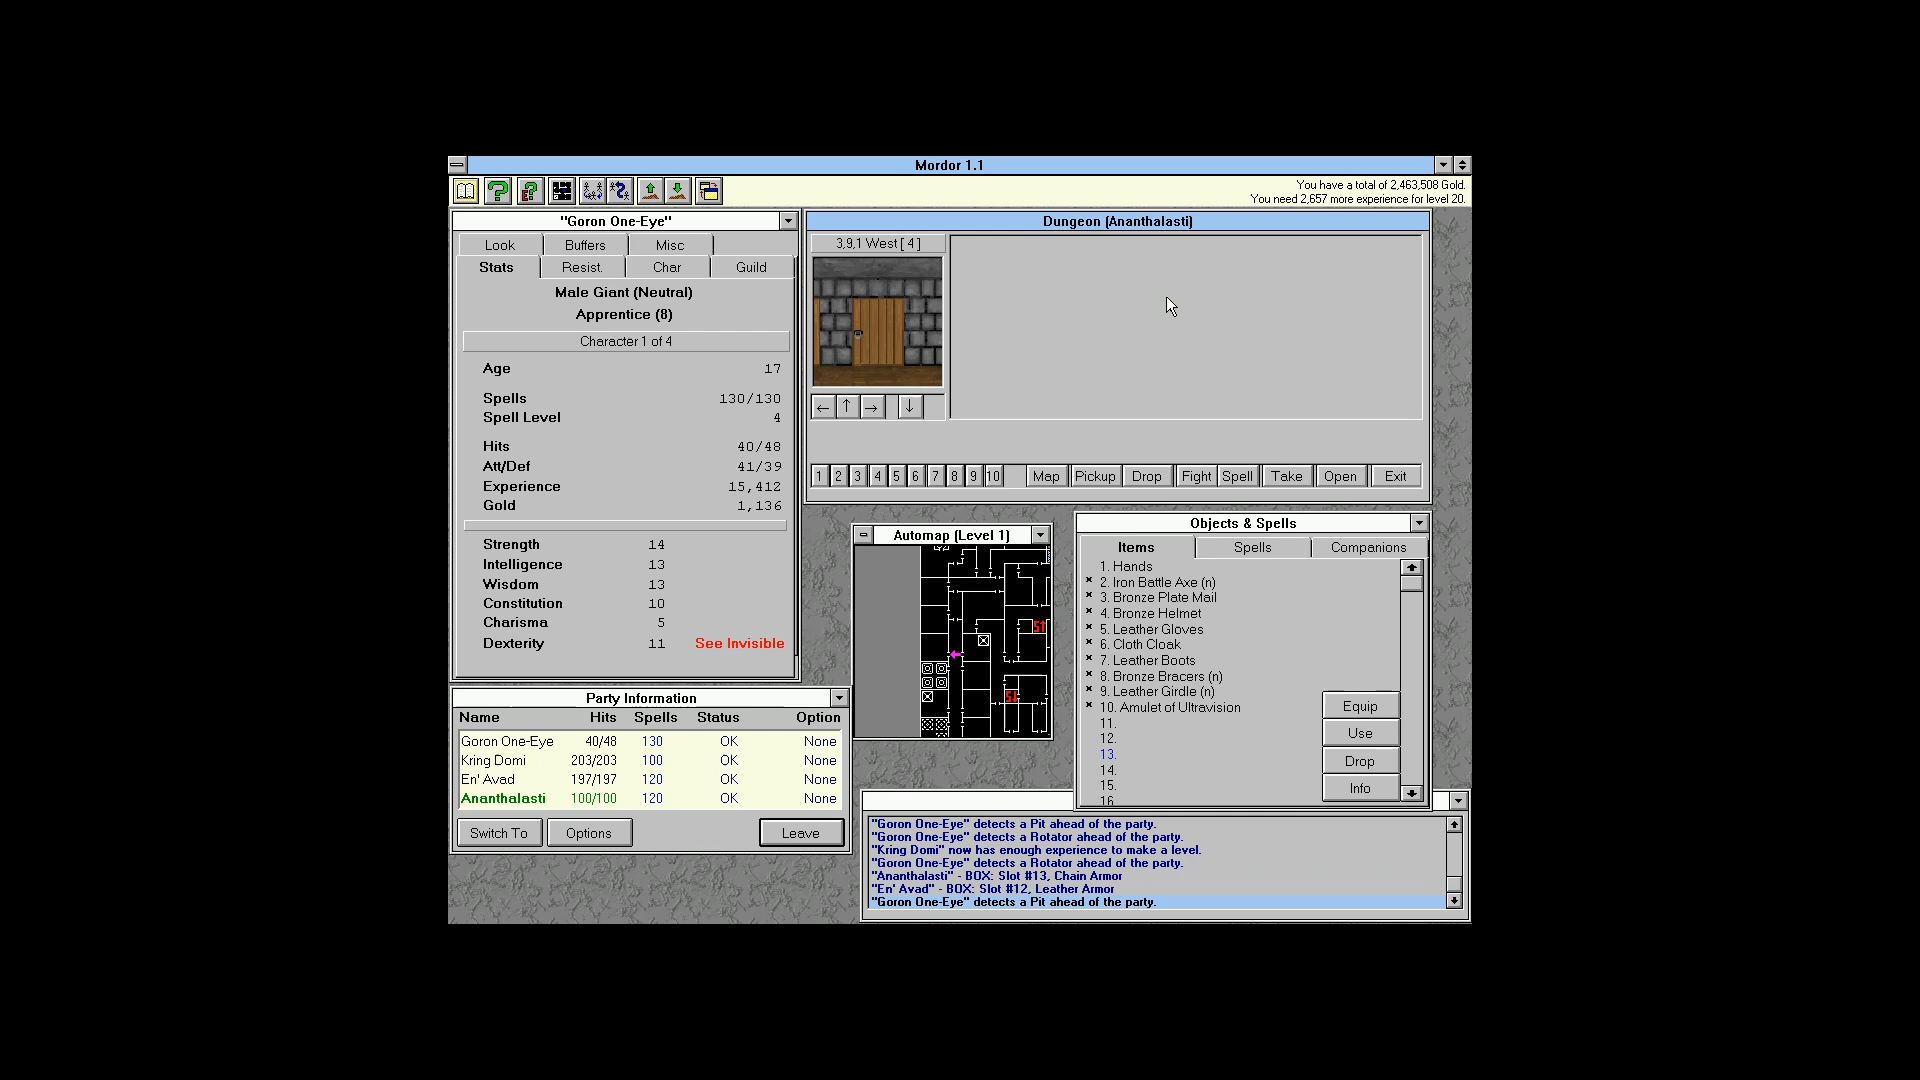 Mordor 1.1
You have a total of 2,463,508 Gold.
You need 2,657 more experience for level 20.
"Goron One-Eye"
Look Buffers Misc
Stats Resist. Char Guild
Male Giant (Neutral)
Apprentice (8)
Character 1 of 4
Age 17
Spells 130/130
Spell Level 4
Hits 40/48
Att/Def 41/39
Experience 15,412
Gold 1,136
Strength 14
Intelligence 13
Wisdom 13
Constitution 10
Charisma 5
Dexterity 11 See Invisible
Dungeon (Ananthalasti)
3,9,1 West [ 4 ]
1 2 3 4 5 6 7 8 9 10 Map Pickup Drop Fight Spell Take Open Exit
Party Information
Name Hits Spells Status Option
Goron One-Eye 40/48 130 OK None
Kring Domi 203/203 100 OK None
En' Avad 197/197 120 OK None
Ananthalasti 100/100 120 OK None
Switch To Options Leave
Automap (Level 1)
Objects & Spells
Items Spells Companions
1. Hands
2. Iron Battle Axe (n)
3. Bronze Plate Mail
4. Bronze Helmet
5. Leather Gloves
6. Cloth Cloak
7. Leather Boots
8. Bronze Bracers (n)
9. Leather Girdle (n)
10. Amulet of Ultravision
11.
12.
13.
14.
15.
16.
Equip
Use
Drop
Info
"Goron One-Eye" detects a Pit ahead of the party.
"Goron One-Eye" detects a Rotator ahead of the party.
"Kring Domi" now has enough experience to make a level.
"Goron One-Eye" detects a Rotator ahead of the party.
"Ananthalasti" - BOX: Slot #13, Chain Armor
"En' Avad" - BOX: Slot #12, Leather Armor
"Goron One-Eye" detects a Pit ahead of the party.